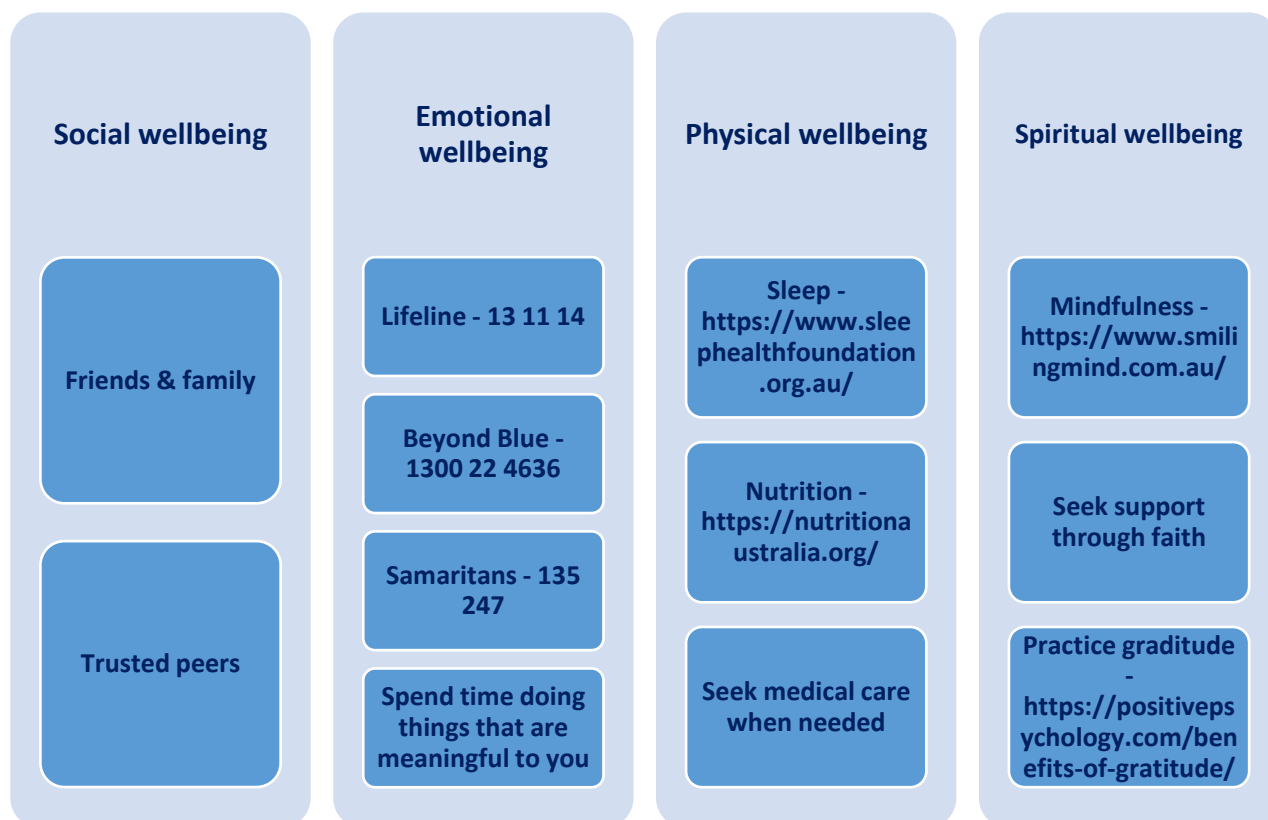 Social wellbeing
Friends & family
Trusted peers
Emotional
wellbeing
Lifeline - 13 11 14
Beyond Blue -
1300 22 4636
Samaritans - 135
247
Spend time doing
things that are
meaningful to you
Physical wellbeing
Sleep -
https://www.slee
phealthfoundation
.org.au/
Nutrition -
https://nutritiona
ustralia.org/
Seek medical care
when needed
Spiritual wellbeing
Mindfulness -
https://www.smili
ngmind.com.au/
Seek support
through faith
Practice graditude
-
https://positiveps
ychology.com/ben
efits-of-gratitude/